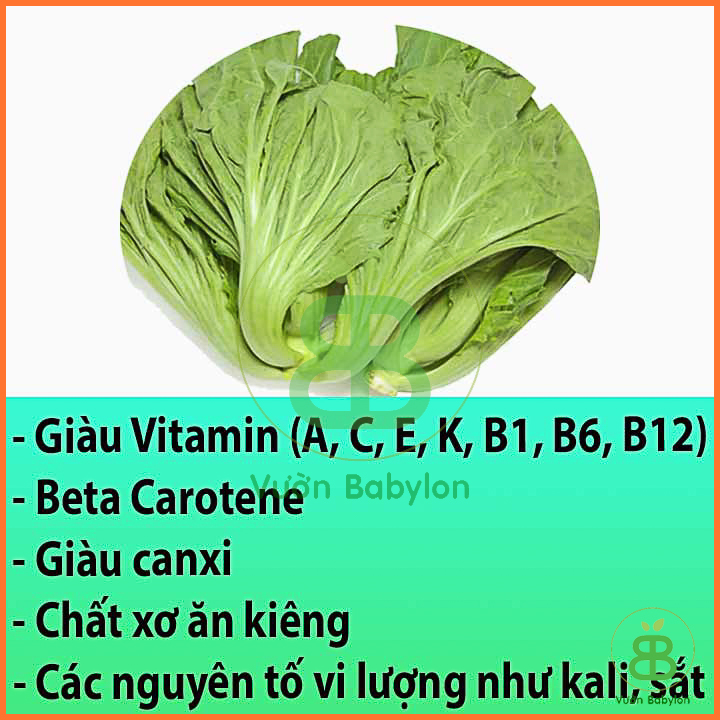 - Giàu Vitamin (A, C, E, K, B1, B6, B12)
Vườn Babylon
- Beta Carotene
- Giàu canxi
- Chất xơ ăn kiêng
- Các nguyên tố vi lượng như kali, sắt
Vườn Babylon